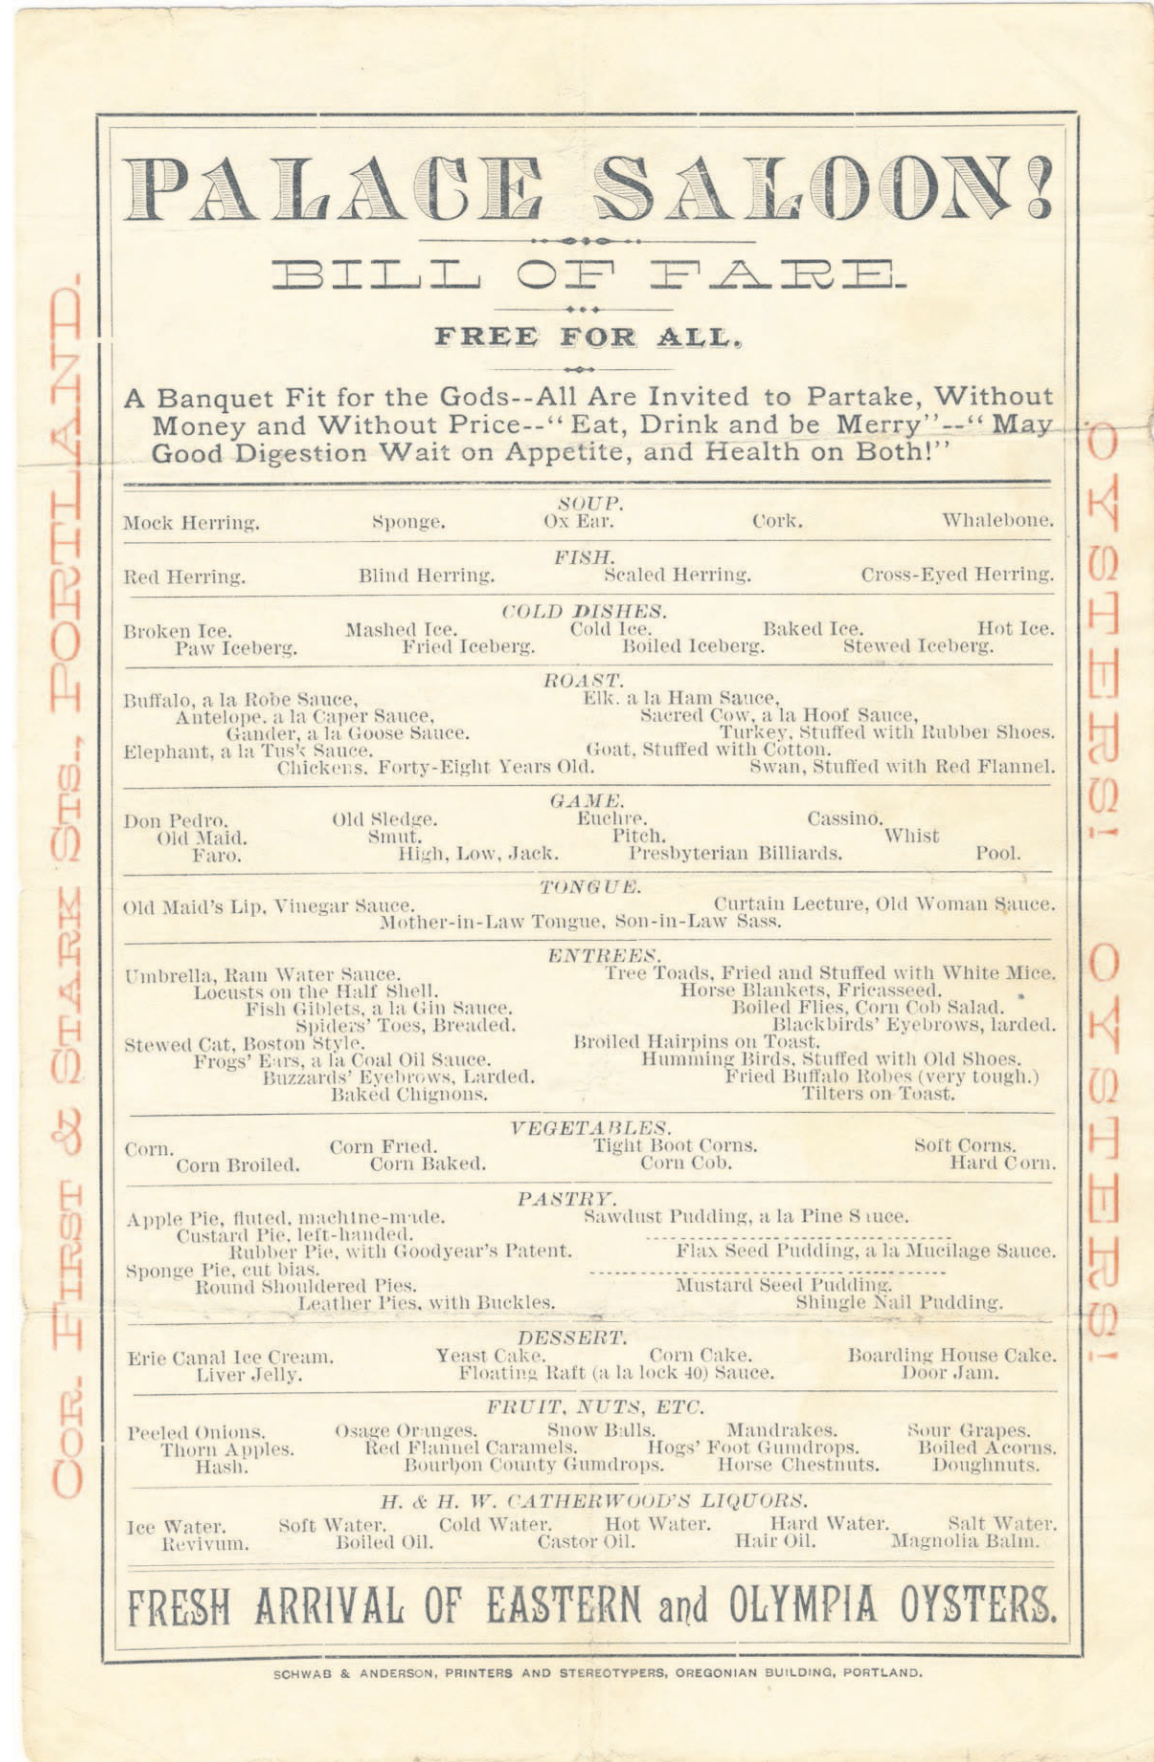 PALACE SALOON!
BILL OF FARE.
FREE FOR ALL.
A Banquet Fit for the Gods--All Are Invited to Partake, Without
Money and Without Price--“Eat, Drink and be Merry”--“May
Good Digestion Wait on Appetite, and Health on Both!”
SOUP.
Mock Herring. Sponge. Ox Ear. Cork. Whalebone.
FISH.
Red Herring. Blind Herring. Scaled Herring. Cross-Eyed Herring.
COLD DISHES.
Broken Ice. Mashed Ice. Cold Ice. Baked Ice. Hot Ice.
Paw Iceberg. Fried Iceberg. Boiled Iceberg. Stewed Iceberg.
ROAST.
Buffalo, a la Robe Sauce, Elk. a la Ham Sauce,
Antelope. a la Caper Sauce, Sacred Cow, a la Hoof Sauce,
Gander, a la Goose Sauce. Turkey, Stuffed with Rubber Shoes.
Elephant, a la Tusk Sauce. Goat, Stuffed with Cotton.
Chickens. Forty-Eight Years Old. Swan, Stuffed with Red Flannel.
GAME.
Don Pedro. Old Sledge. Euchre. Cassino.
Old Maid. Smut. Pitch. Whist
Faro. High, Low, Jack. Presbyterian Billiards. Pool.
TONGUE.
Old Maid's Lip, Vinegar Sauce. Curtain Lecture, Old Woman Sauce.
Mother-in-Law Tongue, Son-in-Law Sass.
ENTREES.
Umbrella, Rain Water Sauce. Tree Toads, Fried and Stuffed with White Mice.
Locusts on the Half Shell. Horse Blankets, Fricasseed.
Fish Giblets, a la Gin Sauce. Boiled Flies, Corn Cob Salad.
Spiders' Toes, Breaded. Blackbirds' Eyebrows, larded.
Stewed Cat, Boston Style. Broiled Hairpins on Toast.
Frogs' Ears, a la Coal Oil Sauce. Humming Birds, Stuffed with Old Shoes.
Buzzards' Eyebrows, Larded. Fried Buffalo Robes (very tough.)
Baked Chignons. Tilters on Toast.
VEGETABLES.
Corn. Corn Fried. Tight Boot Corns. Soft Corns.
Corn Broiled. Corn Baked. Corn Cob. Hard Corn.
PASTRY.
Apple Pie, fluted, machine-made. Sawdust Pudding, a la Pine Sauce.
Custard Pie, left-handed.
Rubber Pie, with Goodyear's Patent. Flax Seed Pudding, a la Mucilage Sauce.
Sponge Pie, cut bias.
Round Shouldered Pies. Mustard Seed Pudding.
Leather Pies, with Buckles. Shingle Nail Pudding.
DESSERT.
Erie Canal Ice Cream. Yeast Cake. Corn Cake. Boarding House Cake.
Liver Jelly. Floating Raft (a la lock 40) Sauce. Door Jam.
FRUIT, NUTS, ETC.
Peeled Onions. Osage Oranges. Snow Balls. Mandrakes. Sour Grapes.
Thorn Apples. Red Flannel Caramels. Hogs' Foot Gumdrops. Boiled Acorns.
Hash. Bourbon County Gumdrops. Horse Chestnuts. Doughnuts.
H. & H. W. CATHERWOOD'S LIQUORS.
Ice Water. Soft Water. Cold Water. Hot Water. Hard Water. Salt Water.
Revivum. Boiled Oil. Castor Oil. Hair Oil. Magnolia Balm.
FRESH ARRIVAL OF EASTERN and OLYMPIA OYSTERS.
SCHWAB & ANDERSON, PRINTERS AND STEREOTYPERS, OREGONIAN BUILDING, PORTLAND.
COR. FIRST & STARK STS., PORTLAND.
OYSTERS! OYSTERS!